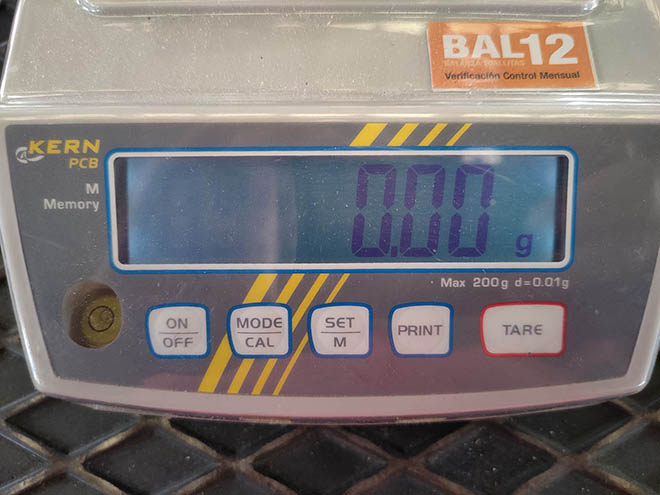 BAL12
Verificación Control Mensual
KERN
PCB
M
Memory
0.00 g
Max 200g d=0.01g
ON
OFF
MODE
CAL
SET
M
PRINT
TARE